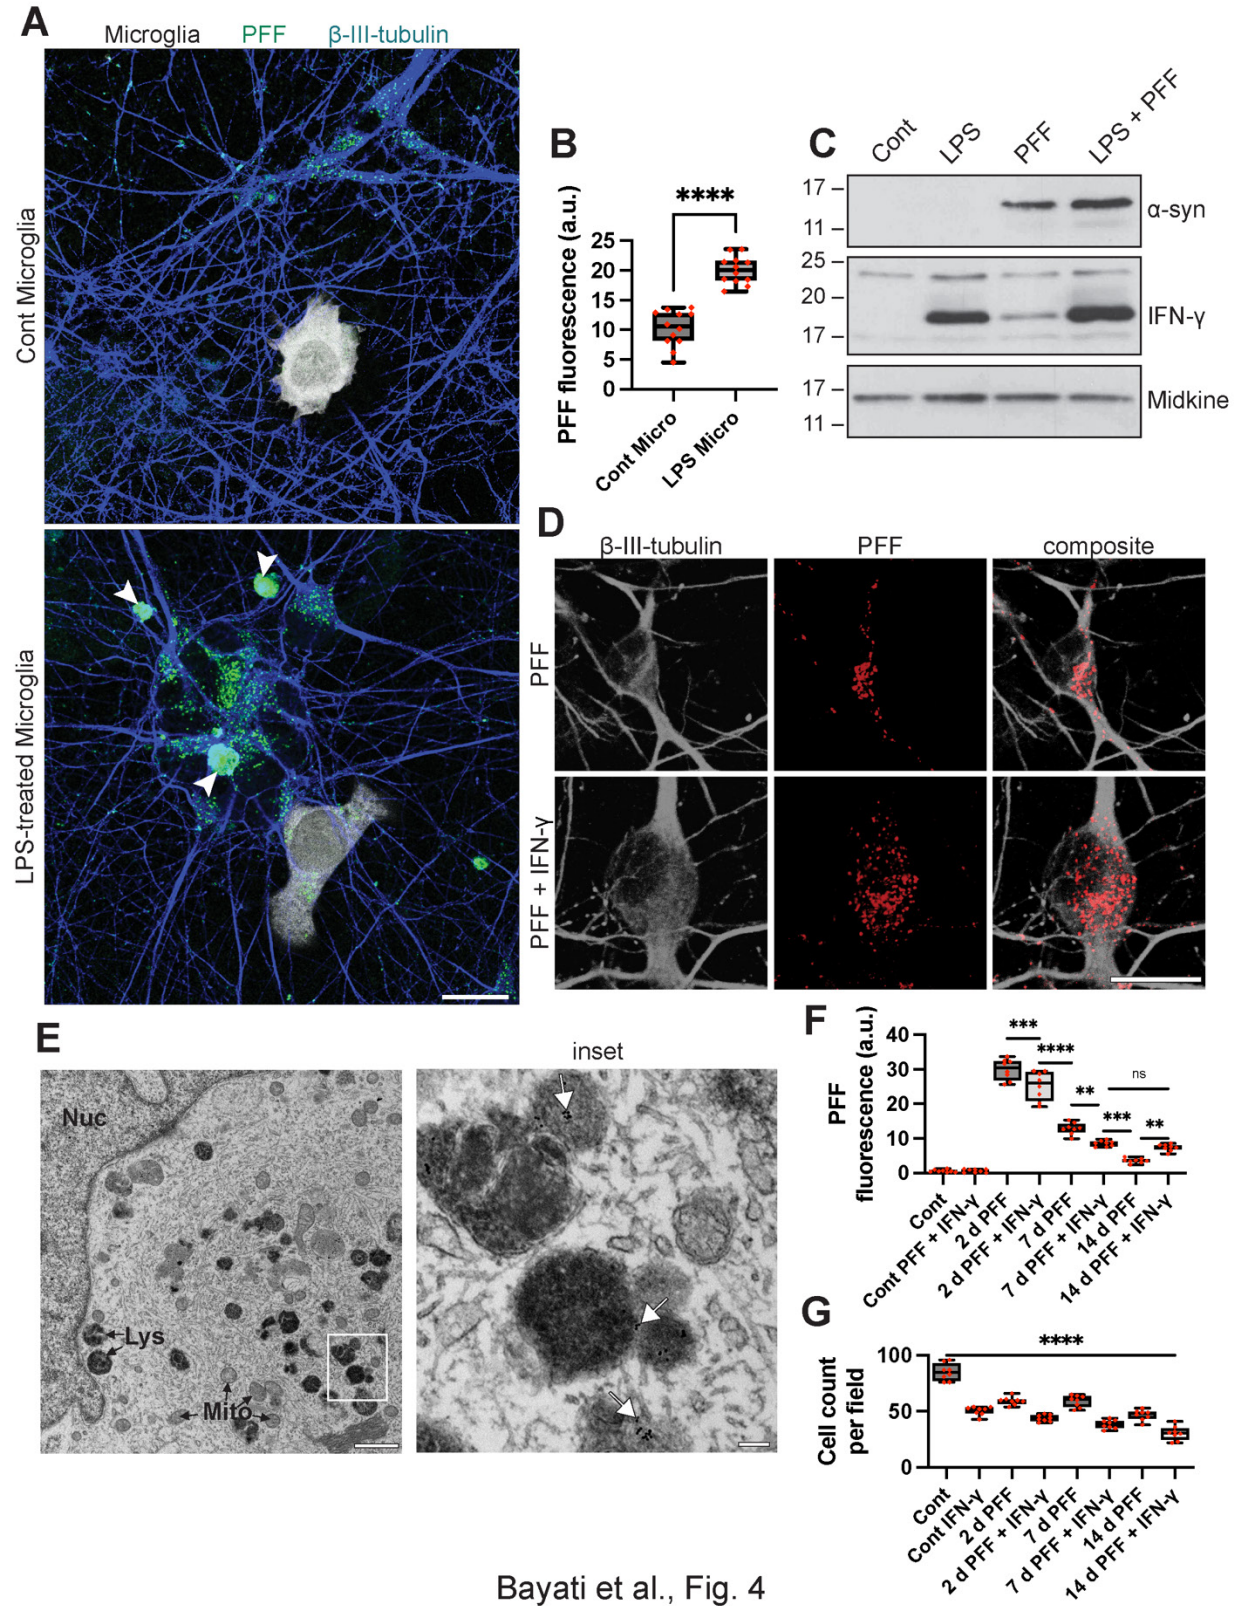 A
Microglia PFF β-III-tubulin
Cont Microglia
LPS-treated Microglia
B
****
PFF fluorescence (a.u.)
25
20
15
10
5
0
Cont Micro
LPS Micro
C
Cont
LPS
PFF
LPS + PFF
17
11
α-syn
25
20
17
IFN-γ
17
11
Midkine
D
β-III-tubulin PFF composite
PFF
PFF + IFN-γ
E
inset
Nuc
Lys
Mito
F
PFF
fluorescence (a.u.)
40
30
20
10
0
***
****
**
***
ns
**
Cont
Cont PFF + IFN-γ
2 d PFF
2 d PFF + IFN-γ
7 d PFF
7 d PFF + IFN-γ
14 d PFF
14 d PFF + IFN-γ
G
Cell count
per field
100
50
0
****
Cont
Cont IFN-γ
2 d PFF
2 d PFF + IFN-γ
7 d PFF
7 d PFF + IFN-γ
14 d PFF
14 d PFF + IFN-γ
Bayati et al., Fig. 4